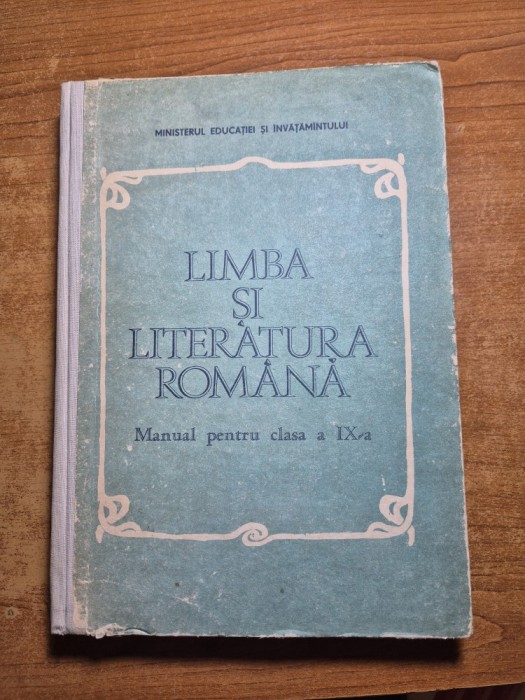 MINISTERUL EDUCAȚIEI ȘI ÎNVĂȚĂMÎNTULUI
LIMBA
ȘI
LITERATURA
ROMÂNĂ
Manual pentru clasa a IX-a